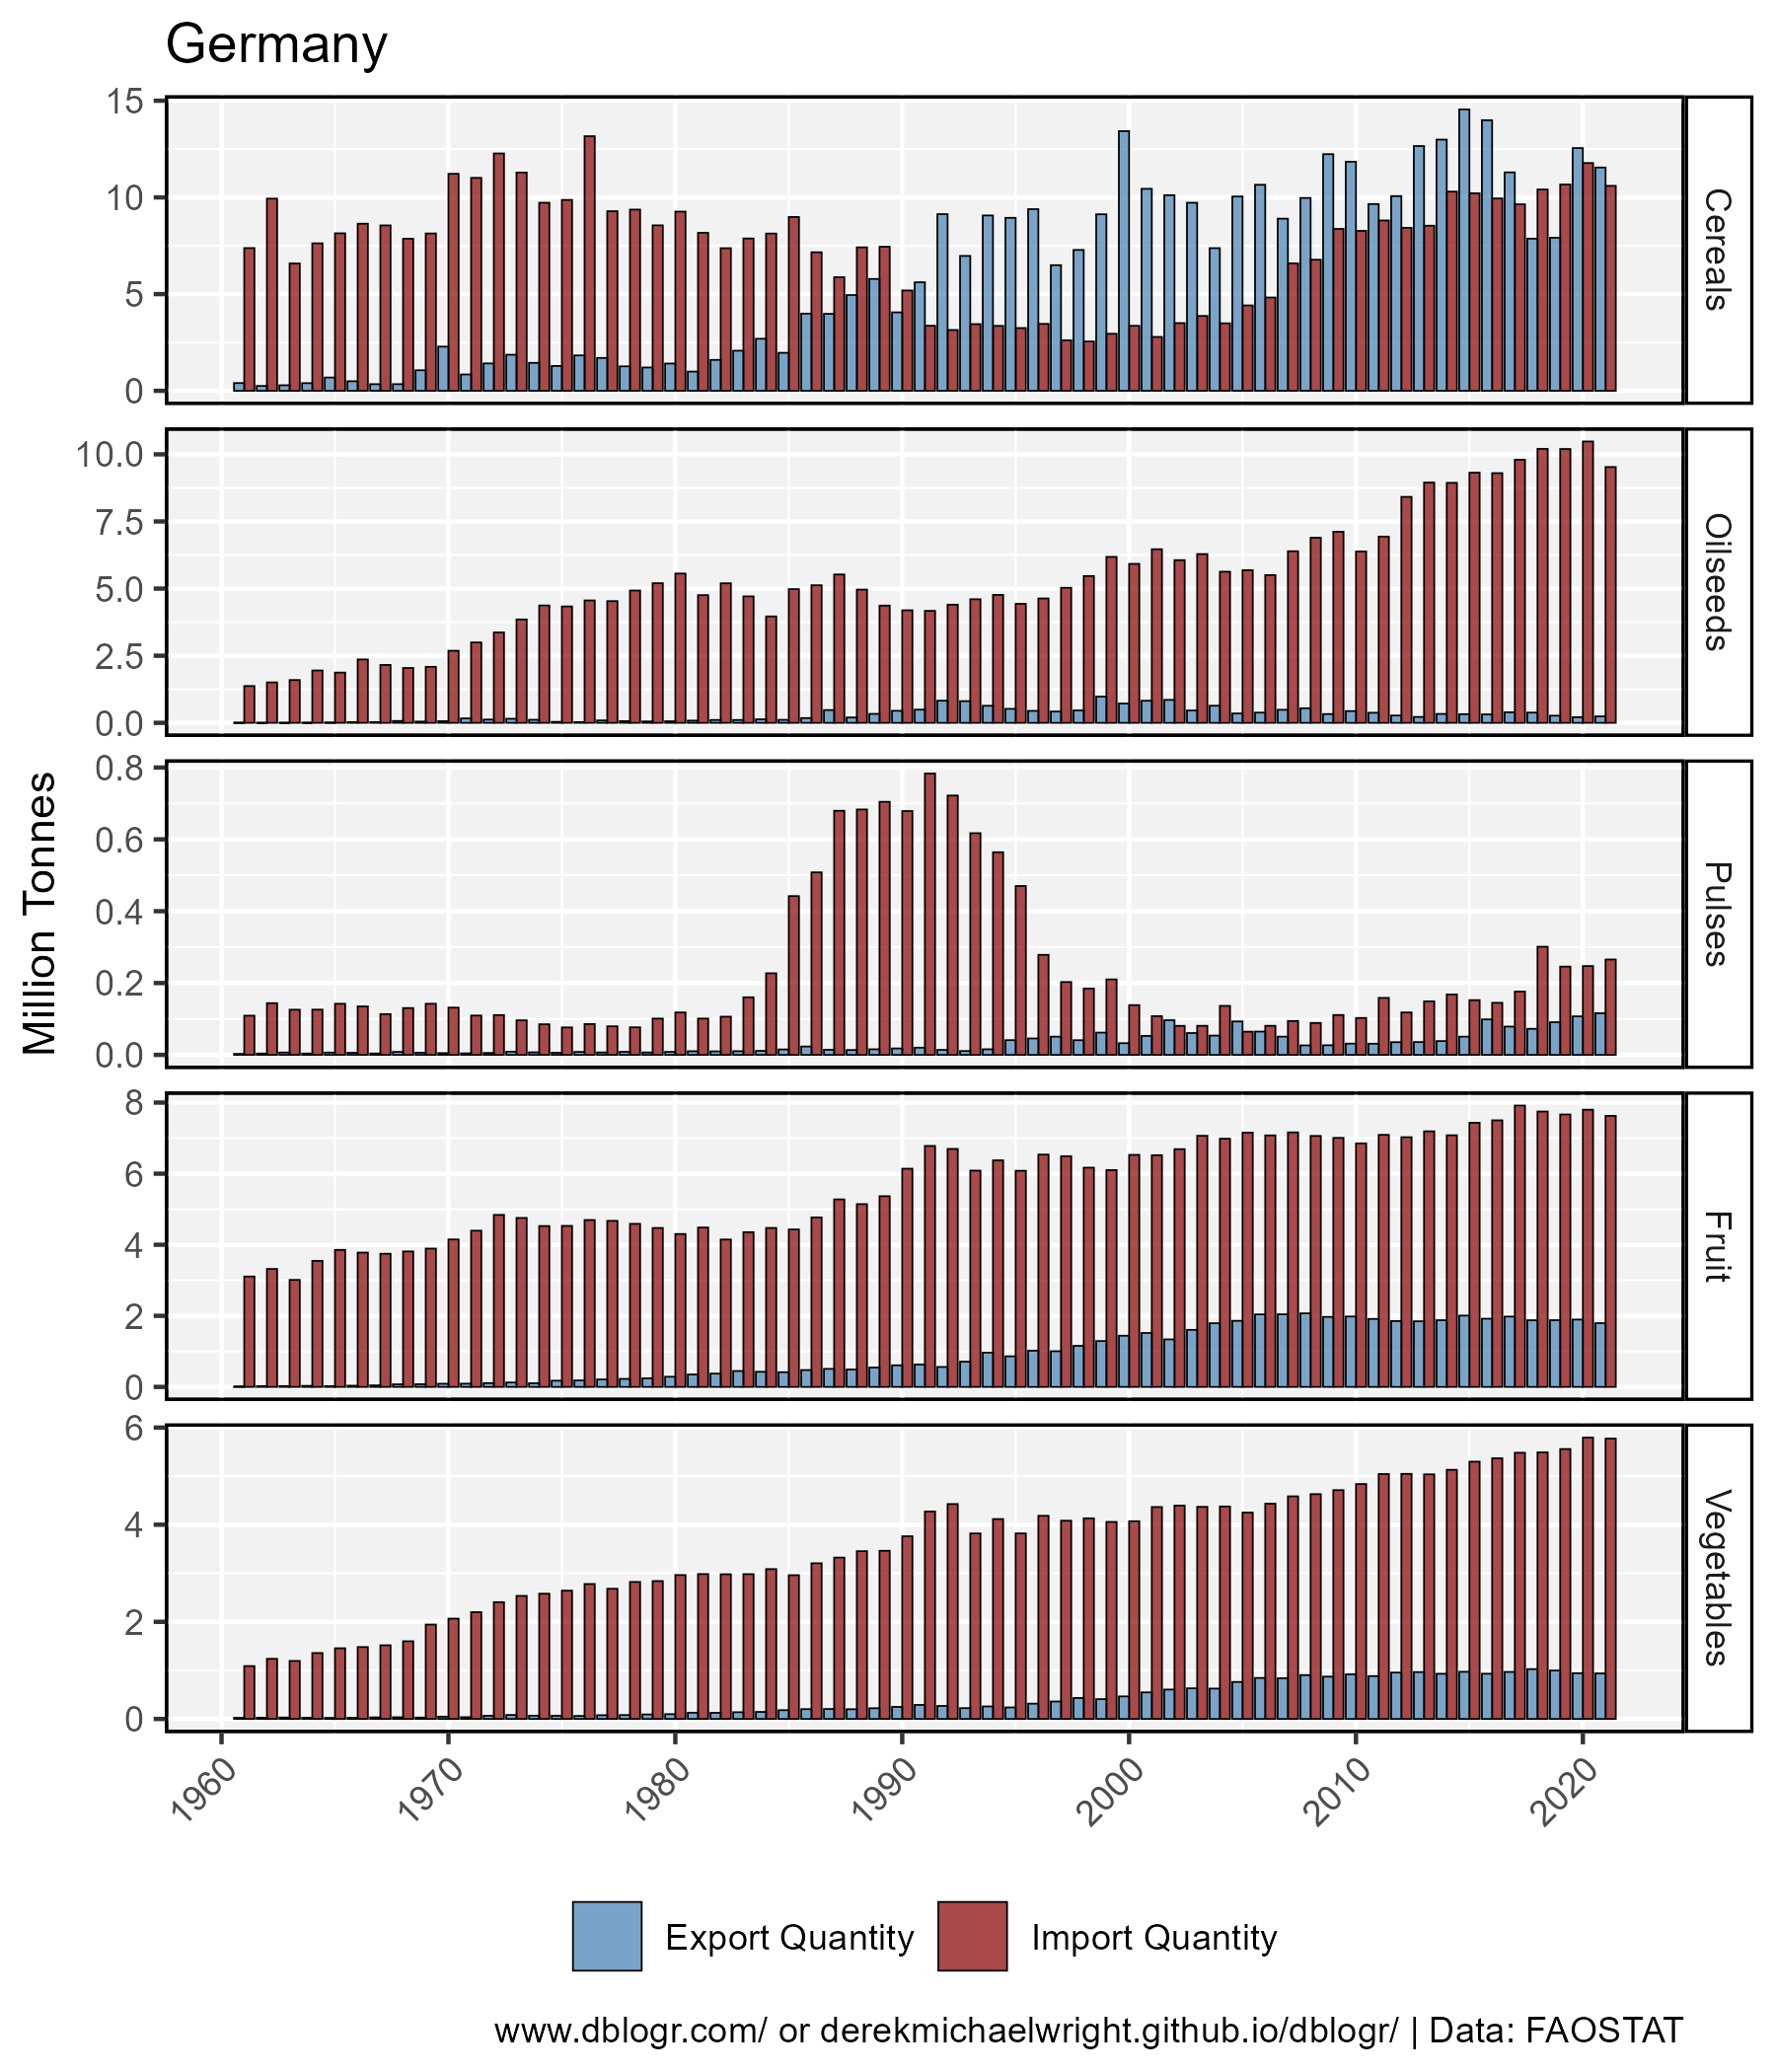 Germany
15
10
5
0
Cereals
10.0
7.5
5.0
2.5
0.0
Oilseeds
0.8
0.6
0.4
0.2
0.0
Pulses
Million Tonnes
8
6
4
2
0
Fruit
6
4
2
0
Vegetables
1960 1970 1980 1990 2000 2010 2020
Export Quantity Import Quantity
www.dblogr.com/ or derekmichaelwright.github.io/dblogr/ | Data: FAOSTAT